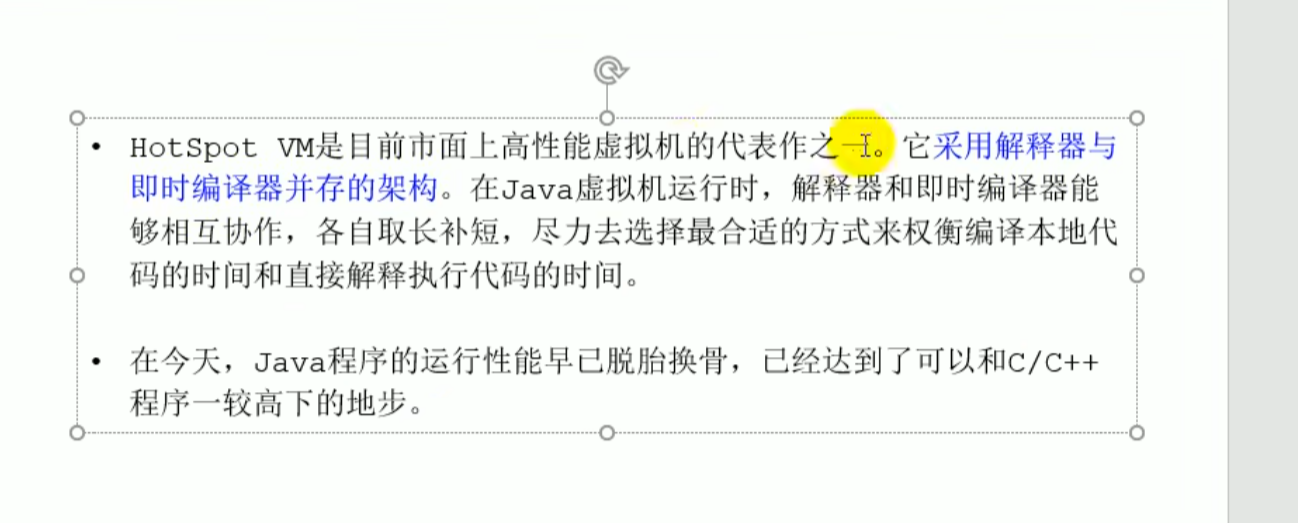 • HotSpot VM是目前市面上高性能虚拟机的代表作之一。它采用解释器与
即时编译器并存的架构。在Java虚拟机运行时，解释器和即时编译器能
够相互协作，各自取长补短，尽力去选择最合适的方式来权衡编译本地代
码的时间和直接解释执行代码的时间。
• 在今天，Java程序的运行性能早已脱胎换骨，已经达到了可以和C/C++
程序一较高下的地步。